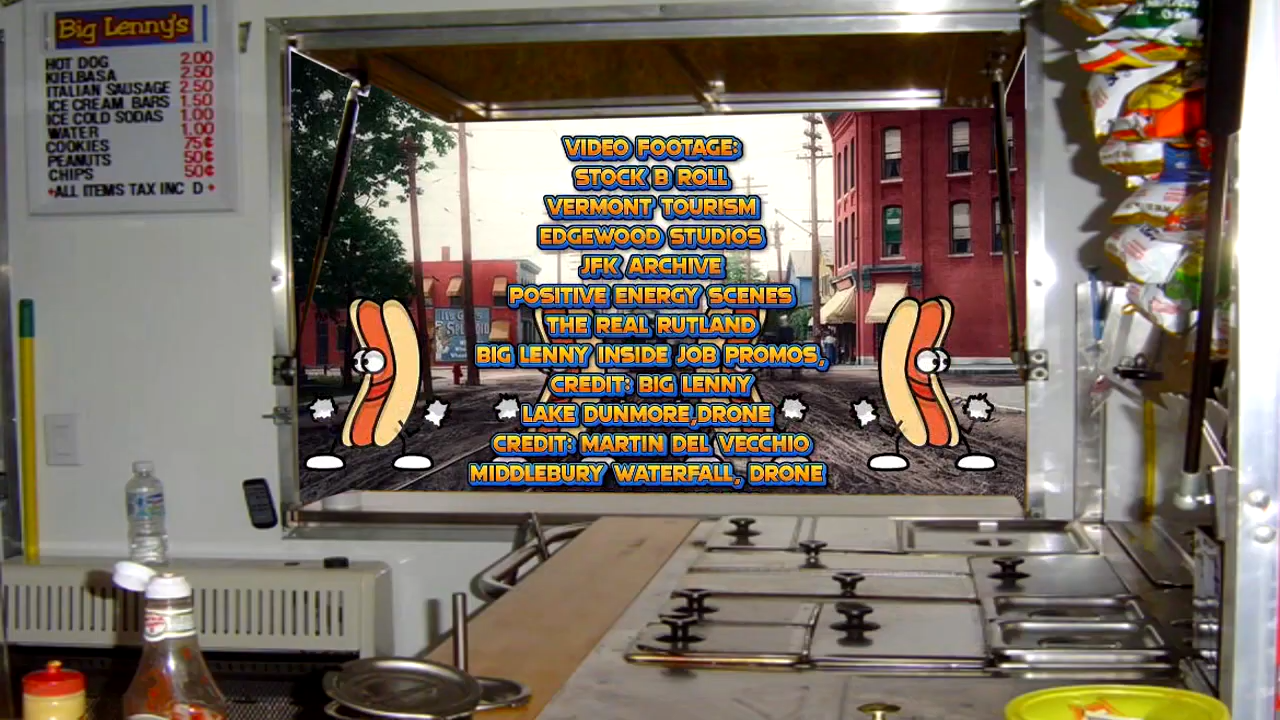 Big Lenny's
HOT DOG 2.00
KIELBASA 2.50
ITALIAN SAUSAGE 2.50
ICE CREAM BARS 1.50
ICE COLD SODAS 1.00
WATER 1.00
COOKIES 75¢
PEANUTS 50¢
CHIPS 50¢
*ALL ITEMS TAX INC D*
VIDEO FOOTAGE:
STOCK B ROLL
VERMONT TOURISM
EDGEWOOD STUDIOS
JFK ARCHIVE
POSITIVE ENERGY SCENES
THE REAL RUTLAND
BIG LENNY INSIDE JOB PROMOS,
CREDIT: BIG LENNY
LAKE DUNMORE,DRONE
CREDIT: MARTIN DEL VECCHIO
MIDDLEBURY WATERFALL, DRONE